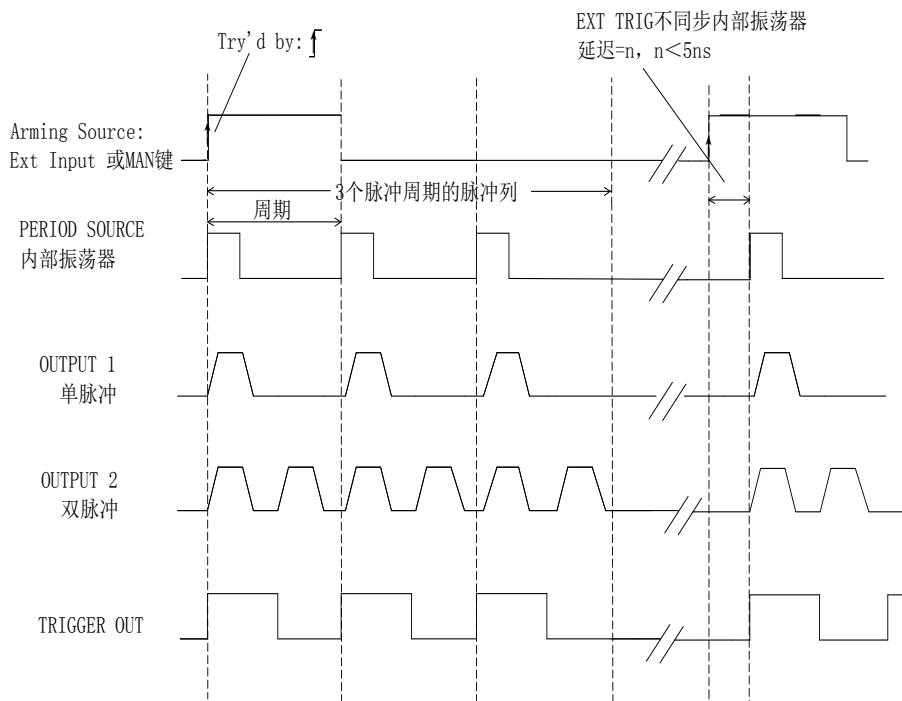 EXT TRIG不同步内部振荡器
延迟=n, n＜5ns
Try'd by:
Arming Source:
Ext Input 或MAN键
3个脉冲周期的脉冲列
周期
PERIOD SOURCE
内部振荡器
OUTPUT 1
单脉冲
OUTPUT 2
双脉冲
TRIGGER OUT